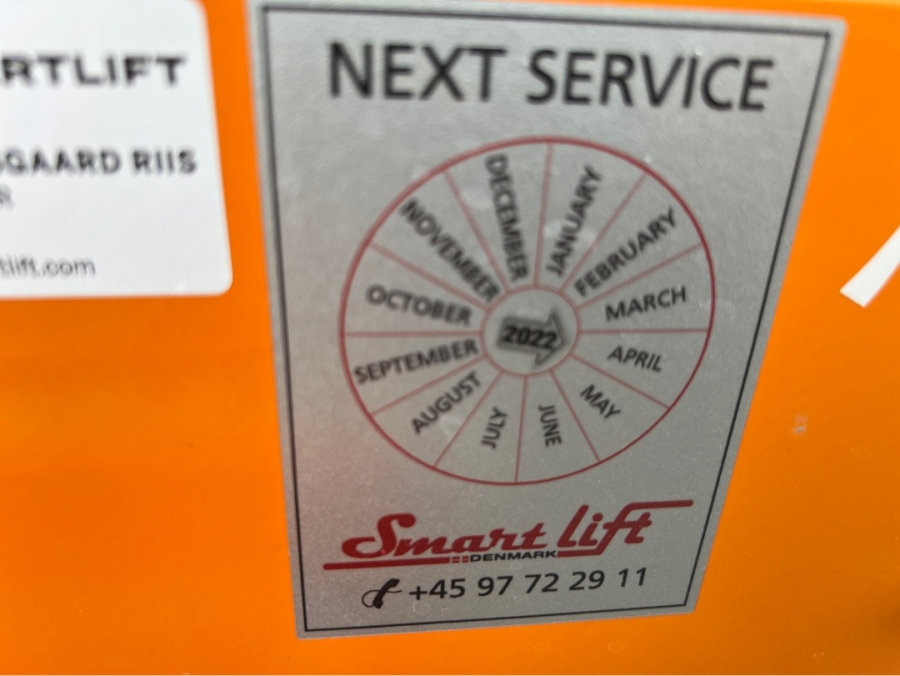 RTLIFT
GAARD RIIS
R
tlift.com
NEXT SERVICE
JANUARY
FEBRUARY
MARCH
APRIL
MAY
JUNE
JULY
AUGUST
SEPTEMBER
OCTOBER
NOVEMBER
DECEMBER
2022
Smart lift
DENMARK
+45 97 72 29 11